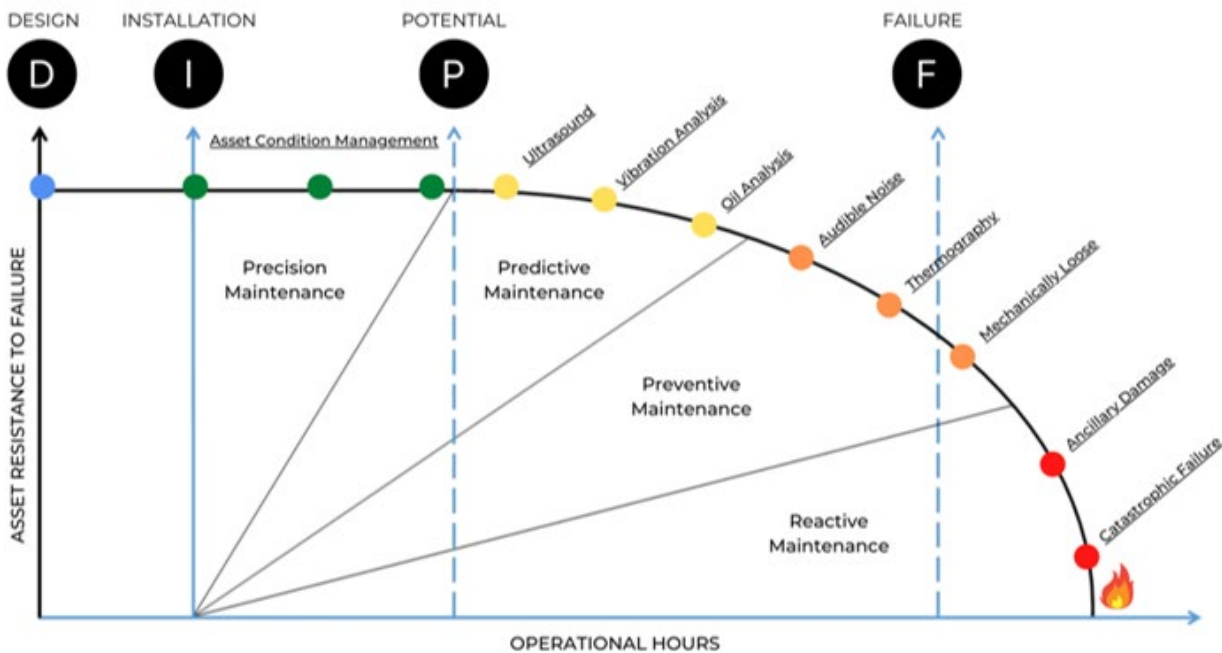 DESIGN
INSTALLATION
POTENTIAL
FAILURE
D
I
P
F
Asset Condition Management
Ultrasound
Vibration Analysis
Oil Analysis
Audible Noise
Thermography
Mechanically Loose
Ancillary Damage
Catastrophic Failure
Precision
Maintenance
Predictive
Maintenance
Preventive
Maintenance
Reactive
Maintenance
ASSET RESISTANCE TO FAILURE
OPERATIONAL HOURS